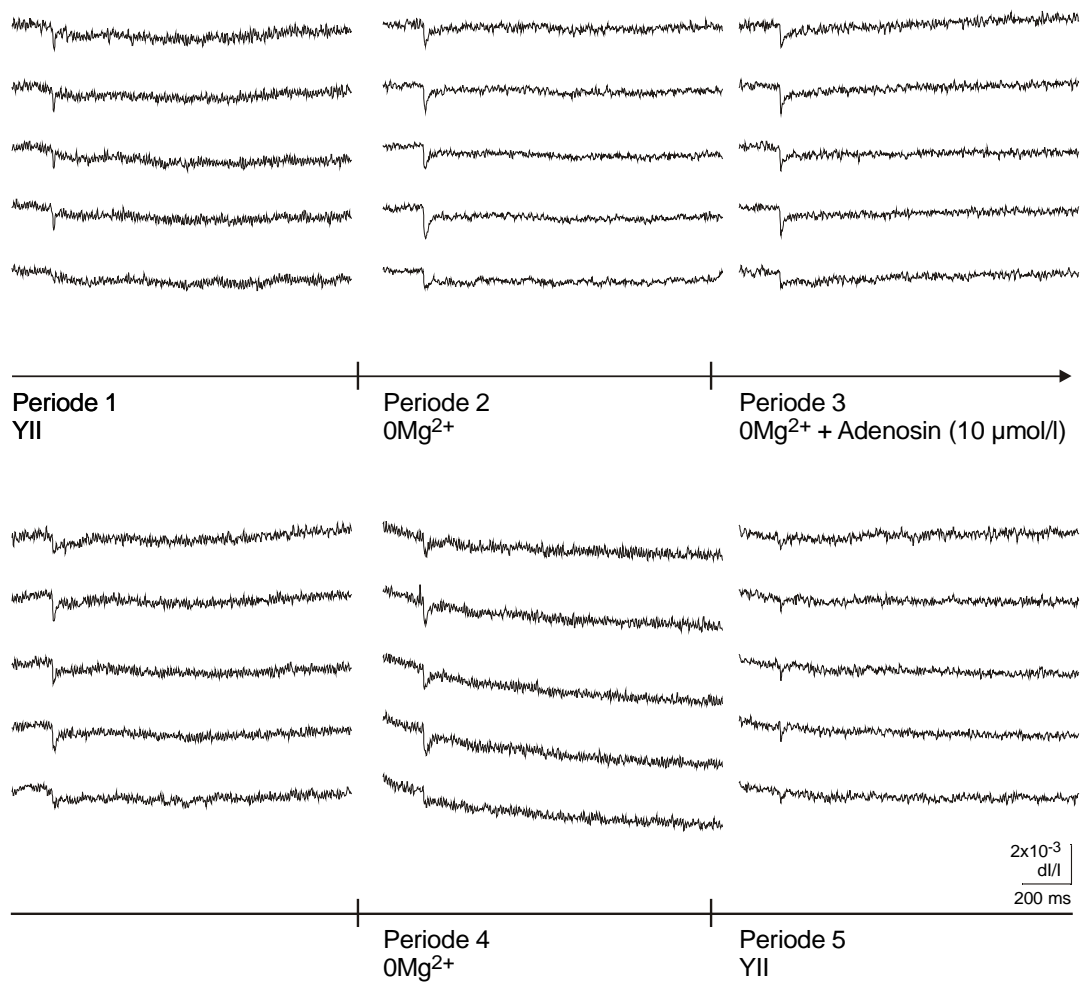 Periode 1
YII
Periode 2
0Mg²⁺
Periode 3
0Mg²⁺ + Adenosin (10 µmol/l)
2x10⁻³
dI/I
200 ms
Periode 4
0Mg²⁺
Periode 5
YII